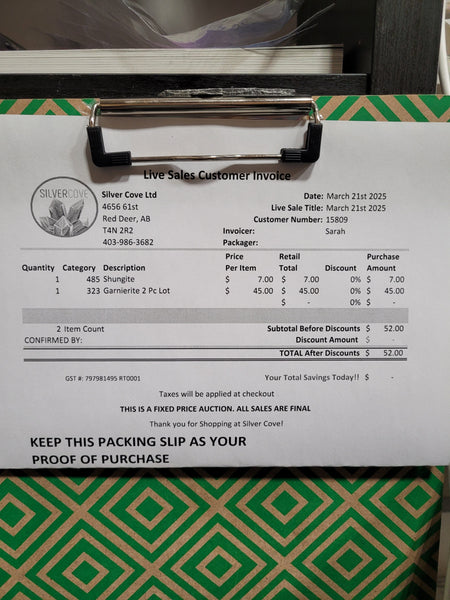 Live Sales Customer Invoice
SILVERCOVE
Silver Cove Ltd
4656 61st
Red Deer, AB
T4N 2R2
403-986-3682
Date: March 21st 2025
Live Sale Title: March 21st 2025
Customer Number: 15809
Invoicer: Sarah
Packager:
Quantity Category Description Price Per Item Retail Total Discount Purchase Amount
1 485 Shungite $ 7.00 $ 7.00 0% $ 7.00
1 323 Garnierite 2 Pc Lot $ 45.00 $ 45.00 0% $ 45.00
$ - 0% $ -
2 Item Count Subtotal Before Discounts $ 52.00
CONFIRMED BY: Discount Amount $ -
TOTAL After Discounts $ 52.00
GST #: 797981495 RT0001 Your Total Savings Today!! $ -
Taxes will be applied at checkout
THIS IS A FIXED PRICE AUCTION. ALL SALES ARE FINAL
Thank you for Shopping at Silver Cove!
KEEP THIS PACKING SLIP AS YOUR
PROOF OF PURCHASE